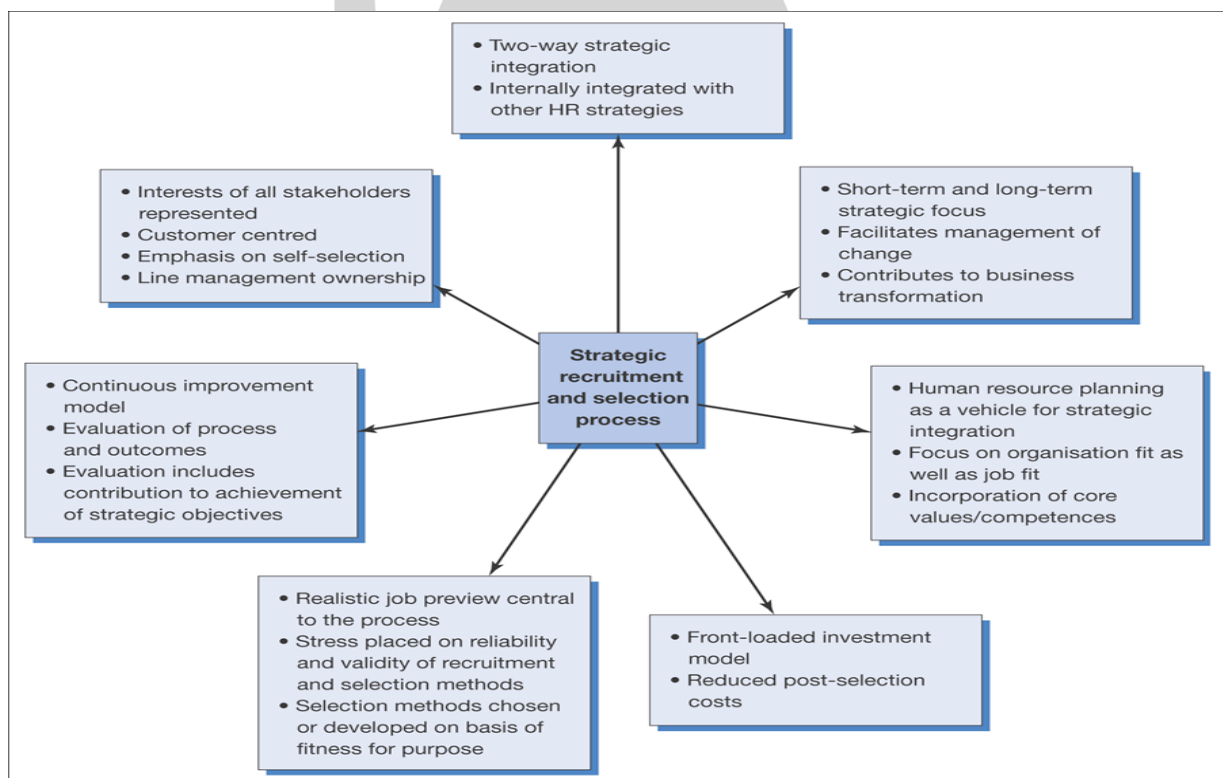 • Two-way strategic
integration
• Internally integrated with
other HR strategies
• Interests of all stakeholders
represented
• Customer centred
• Emphasis on self-selection
• Line management ownership
• Short-term and long-term
strategic focus
• Facilitates management of
change
• Contributes to business
transformation
Strategic
recruitment
and selection
process
• Continuous improvement
model
• Evaluation of process
and outcomes
• Evaluation includes
contribution to achievement
of strategic objectives
• Human resource planning
as a vehicle for strategic
integration
• Focus on organisation fit as
well as job fit
• Incorporation of core
values/competences
• Realistic job preview central
to the process
• Stress placed on reliability
and validity of recruitment
and selection methods
• Selection methods chosen
or developed on basis of
fitness for purpose
• Front-loaded investment
model
• Reduced post-selection
costs